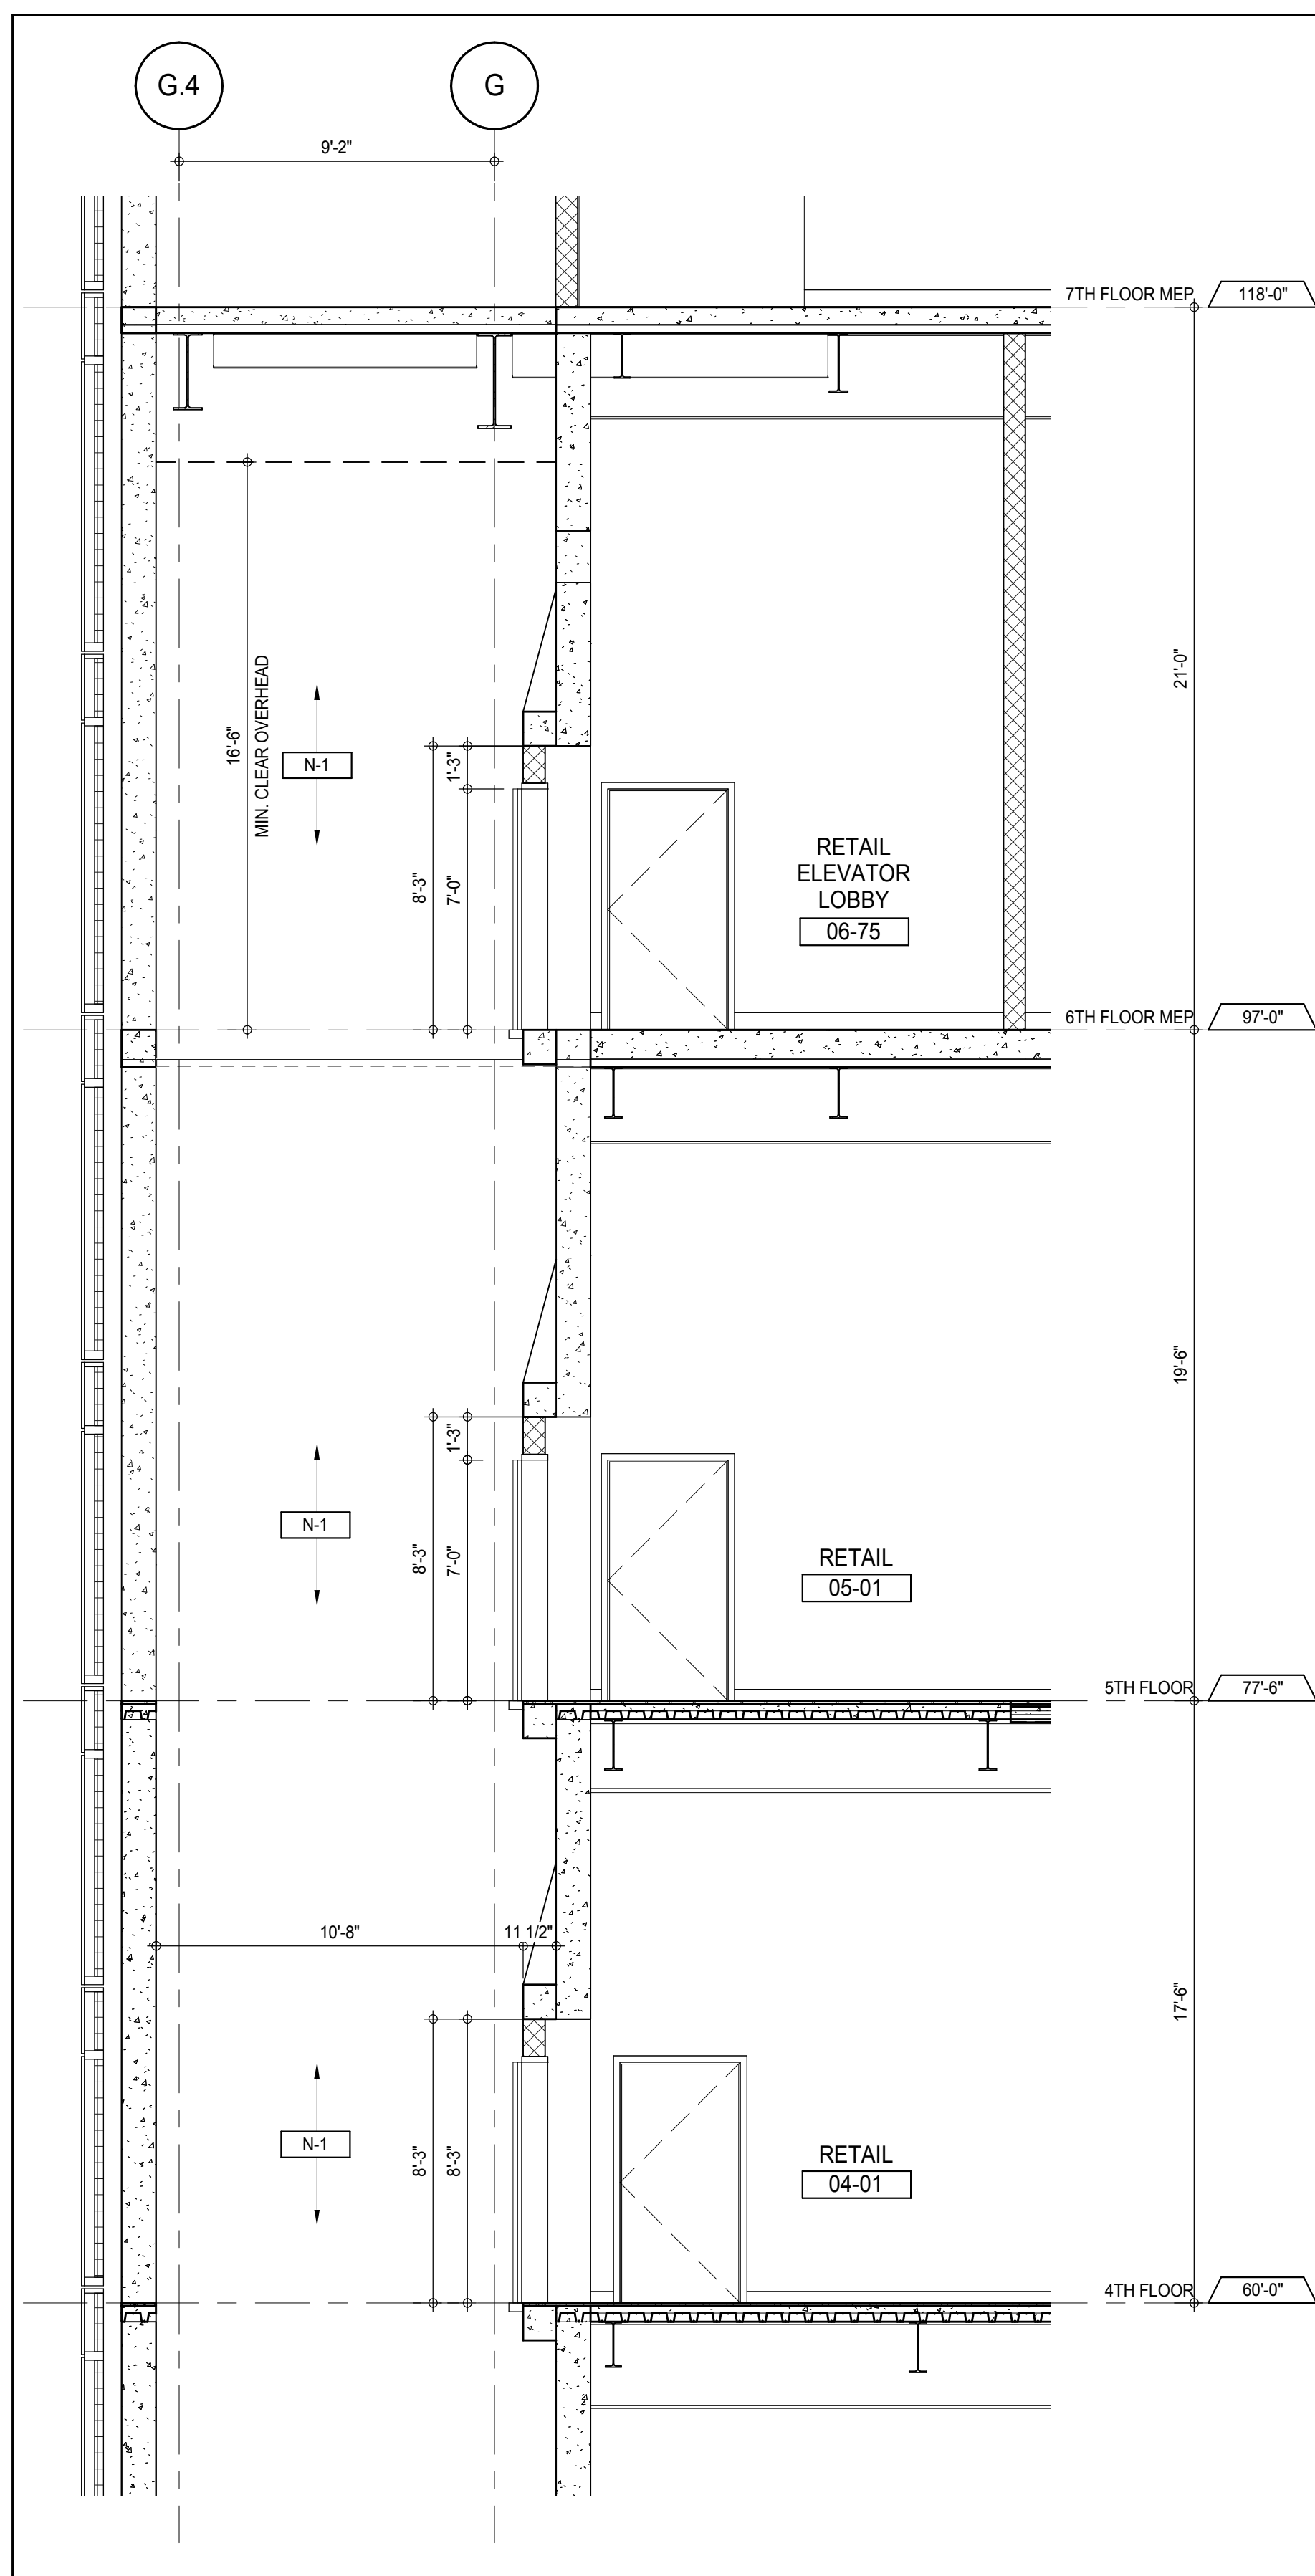 G.4
G
9'-2"
7TH FLOOR MEP
118'-0"
16'-6"
MIN. CLEAR OVERHEAD
N-1
8'-3"
1'-3"
7'-0"
RETAIL
ELEVATOR
LOBBY
06-75
21'-0"
6TH FLOOR MEP
97'-0"
N-1
8'-3"
1'-3"
7'-0"
RETAIL
05-01
19'-6"
5TH FLOOR
77'-6"
10'-8"
11 1/2"
N-1
8'-3"
8'-3"
RETAIL
04-01
17'-6"
4TH FLOOR
60'-0"